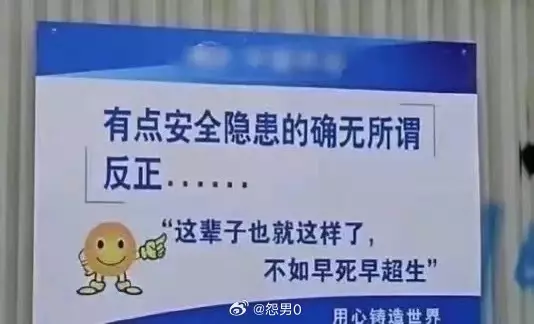 有点安全隐患的确无所谓
反正.......
“这辈子也就这样了，
不如早死早超生”
用心铸造世界
@怨男0